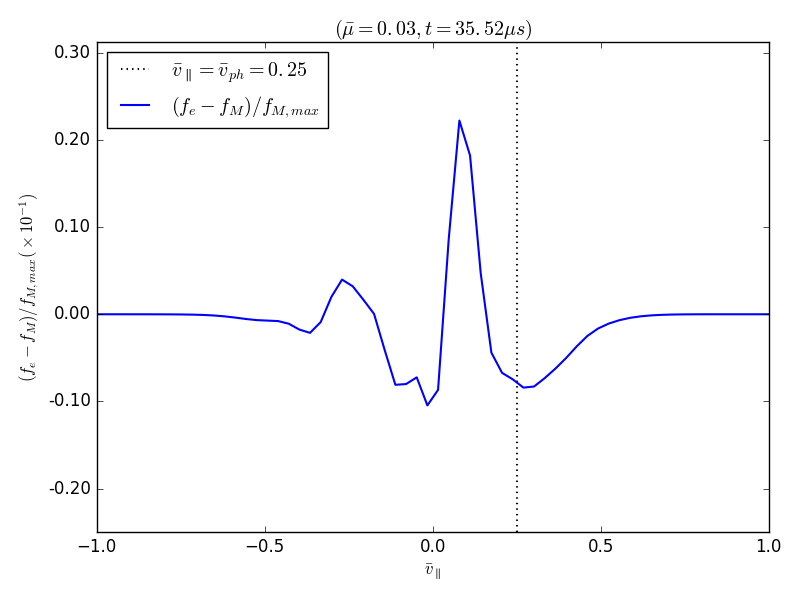 (μ̄ = 0.03, t = 35.52μs)
v̄∥ = v̄ph = 0.25
(fe − fM)/fM,max
0.30
0.20
0.10
0.00
-0.10
-0.20
(fe − fM)/fM,max(×10⁻¹)
−1.0 −0.5 0.0 0.5 1.0
v̄∥